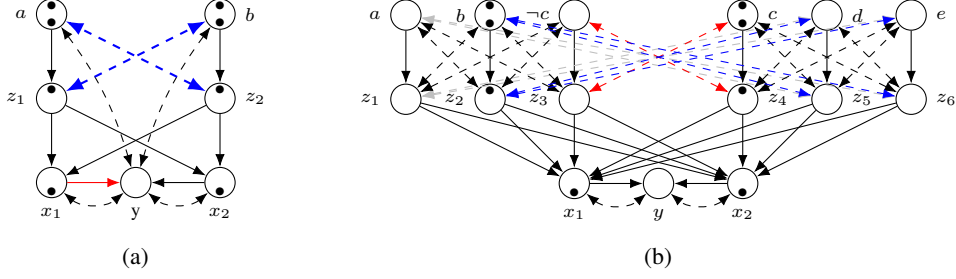 a b
z₁ z₂
x₁ y x₂
(a)
a b ¬c c d e
z₁ z₂ z₃ z₄ z₅ z₆
x₁ y x₂
(b)